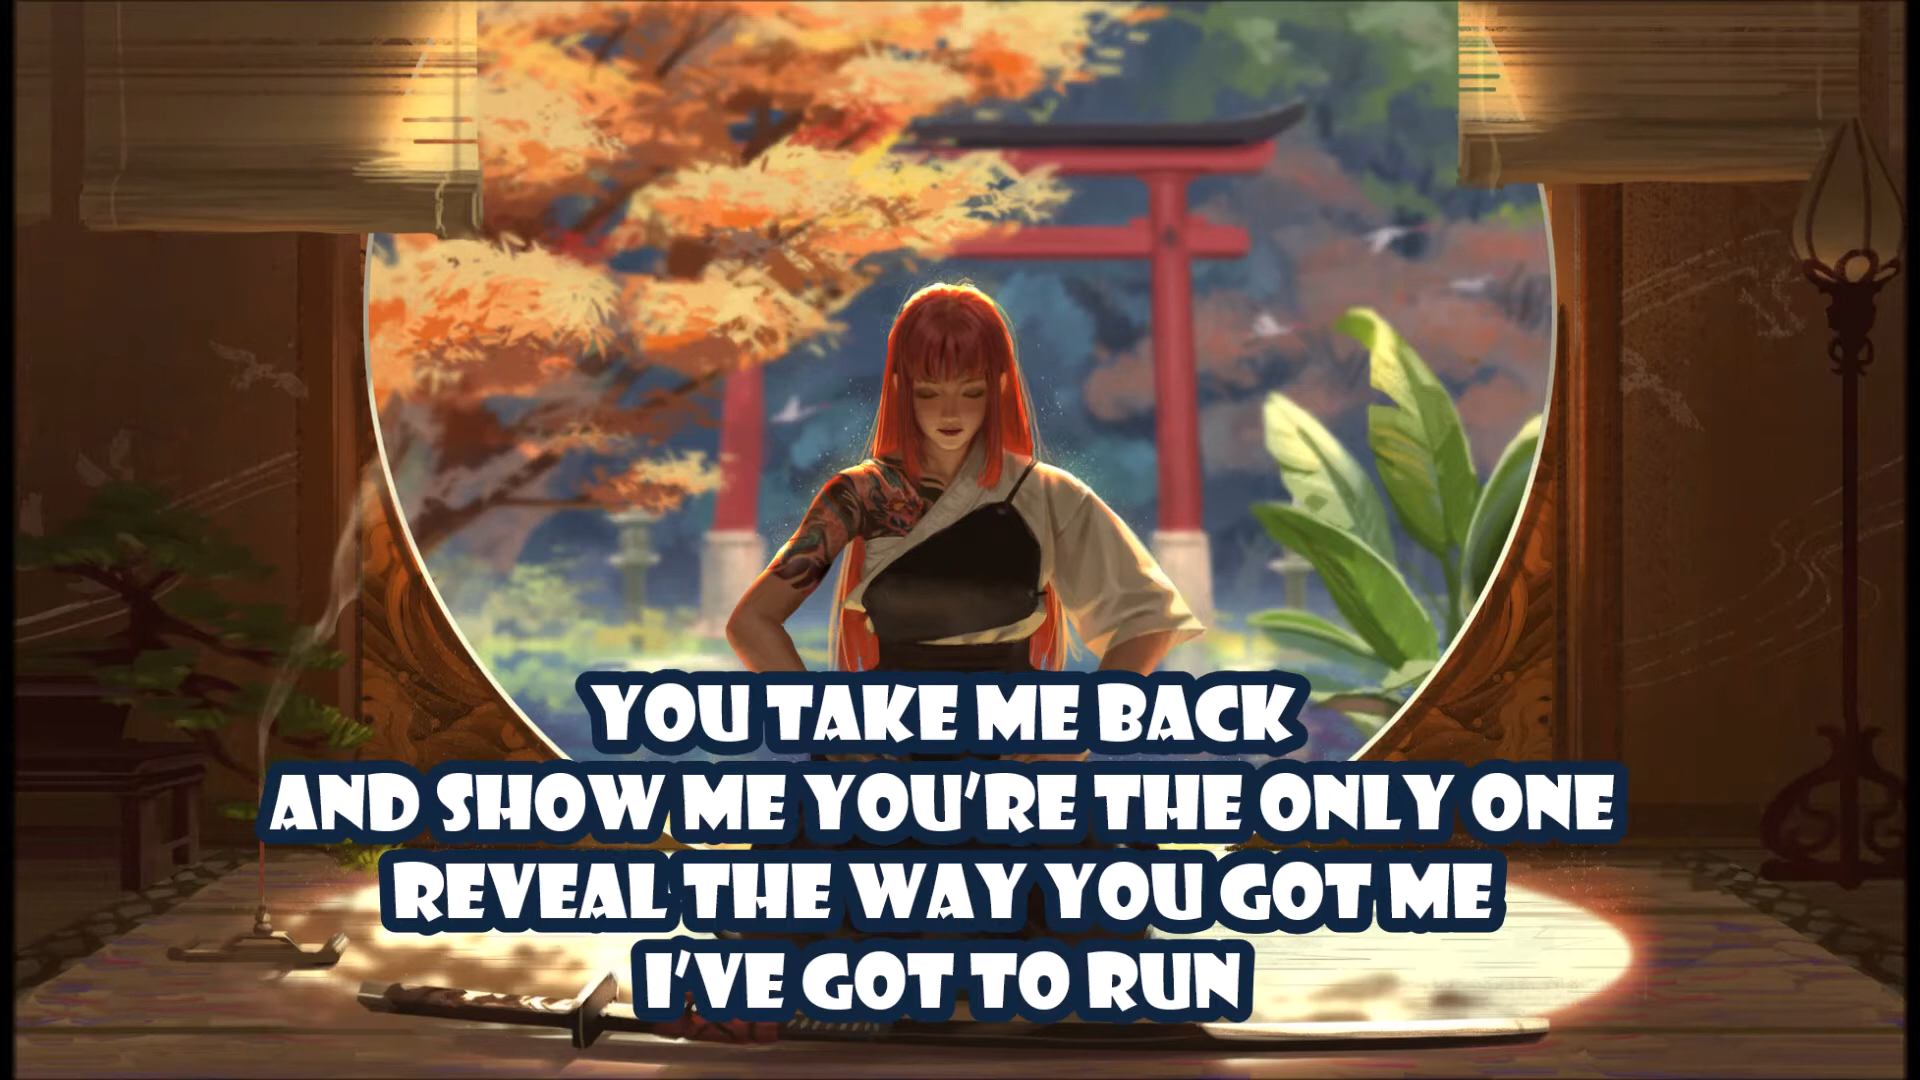 YOU TAKE ME BACK
AND SHOW ME YOU'RE THE ONLY ONE
REVEAL THE WAY YOU GOT ME
I'VE GOT TO RUN